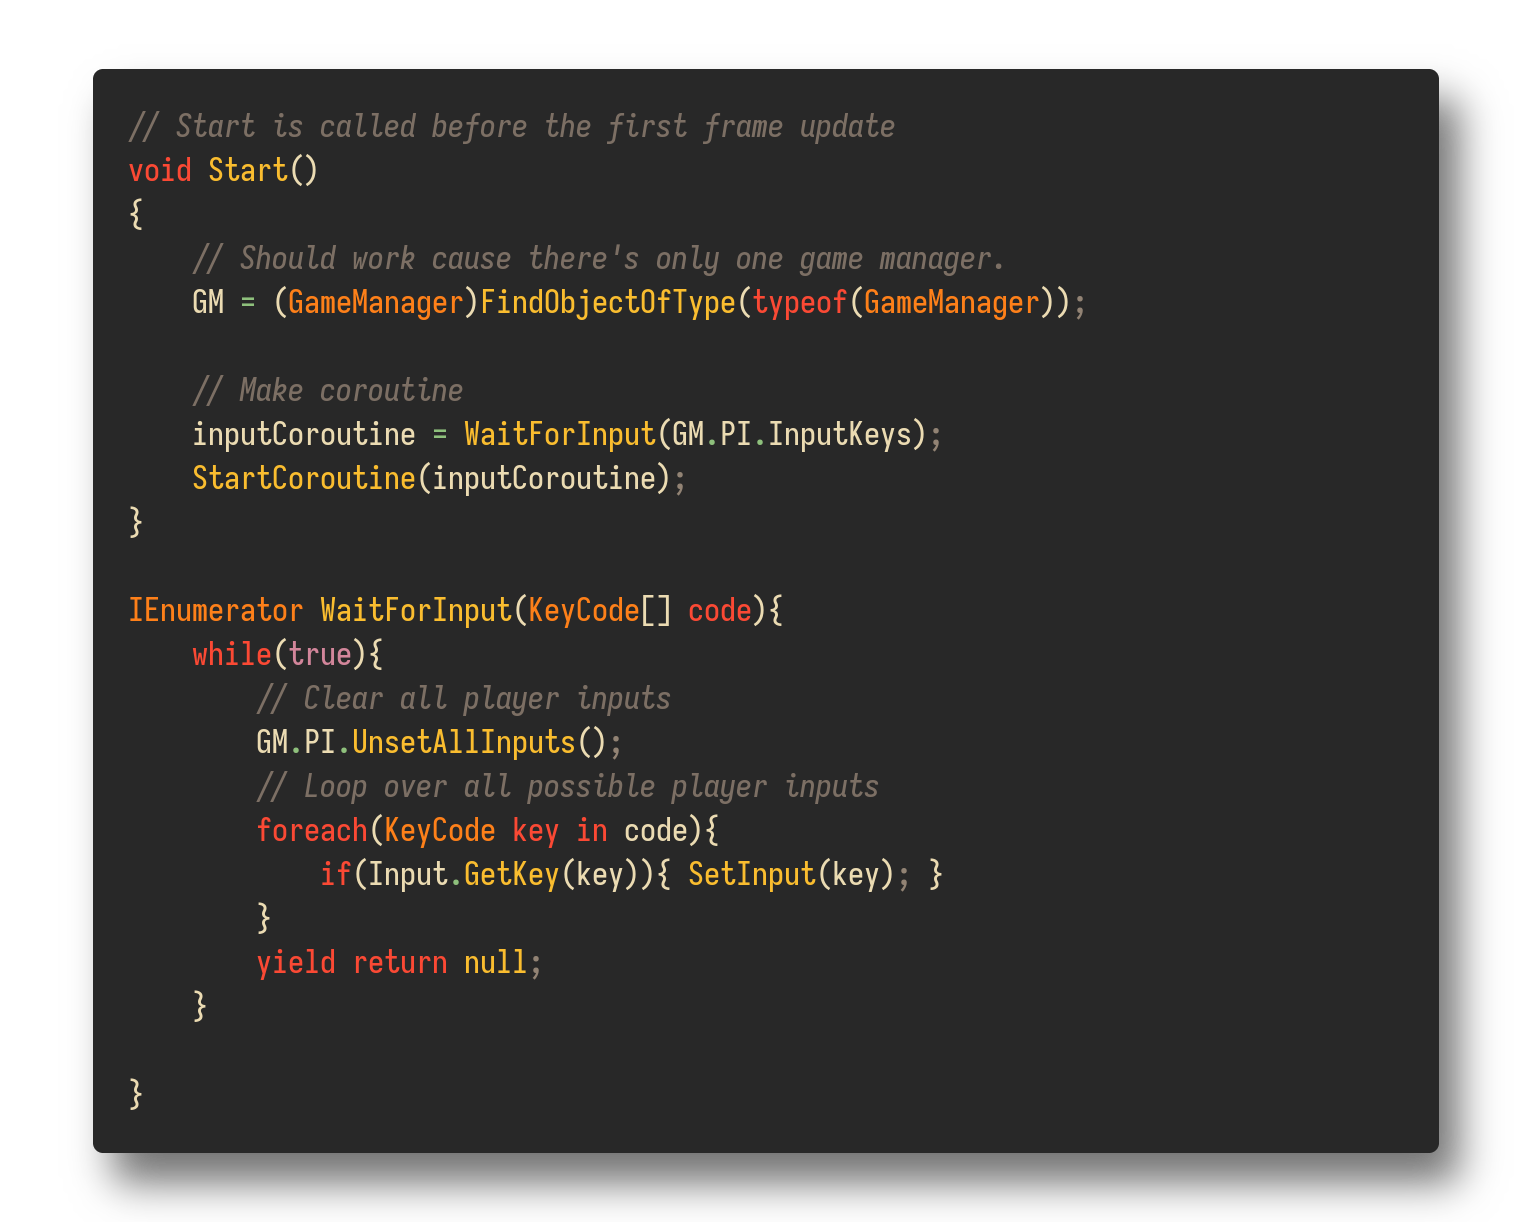 // Start is called before the first frame update
void Start()
{
    // Should work cause there's only one game manager.
    GM = (GameManager)FindObjectOfType(typeof(GameManager));

    // Make coroutine
    inputCoroutine = WaitForInput(GM.PI.InputKeys);
    StartCoroutine(inputCoroutine);
}

IEnumerator WaitForInput(KeyCode[] code){
    while(true){
        // Clear all player inputs
        GM.PI.UnsetAllInputs();
        // Loop over all possible player inputs
        foreach(KeyCode key in code){
            if(Input.GetKey(key)){ SetInput(key); }
        }
        yield return null;
    }

}